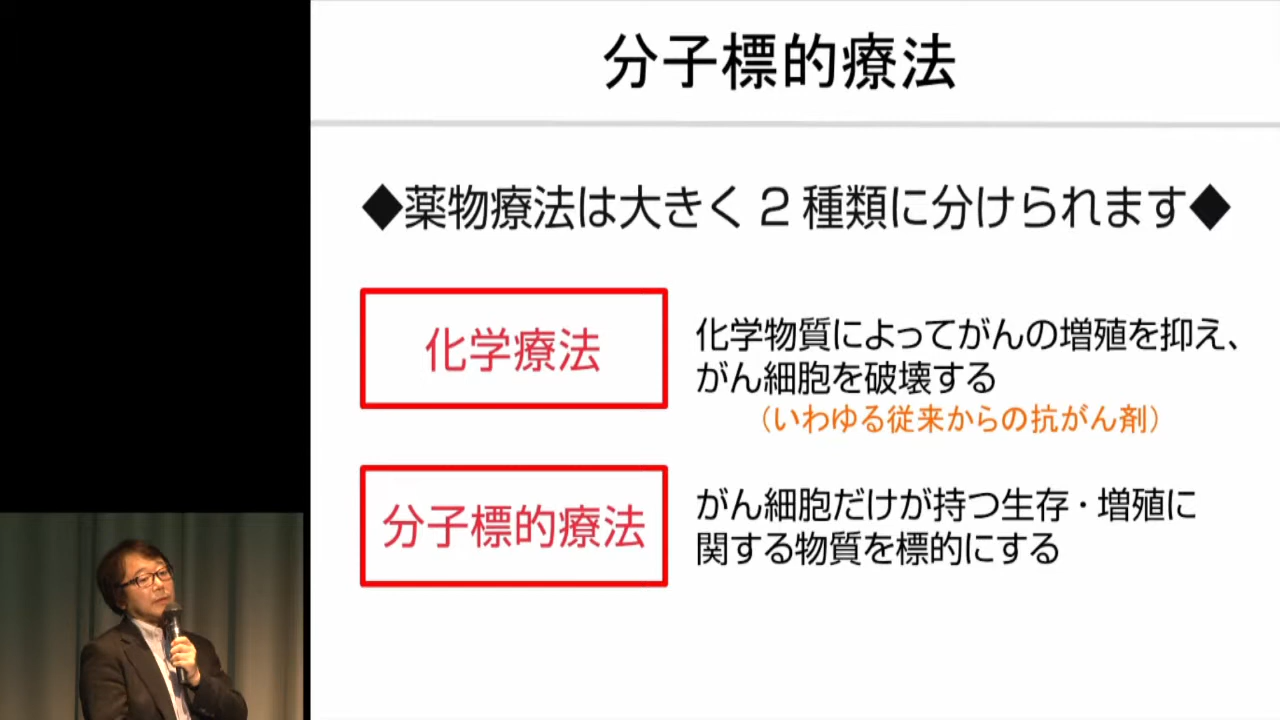 分子標的療法
◆薬物療法は大きく2種類に分けられます◆
化学療法
化学物質によってがんの増殖を抑え、
がん細胞を破壊する
（いわゆる従来からの抗がん剤）
分子標的療法
がん細胞だけが持つ生存・増殖に
関する物質を標的にする